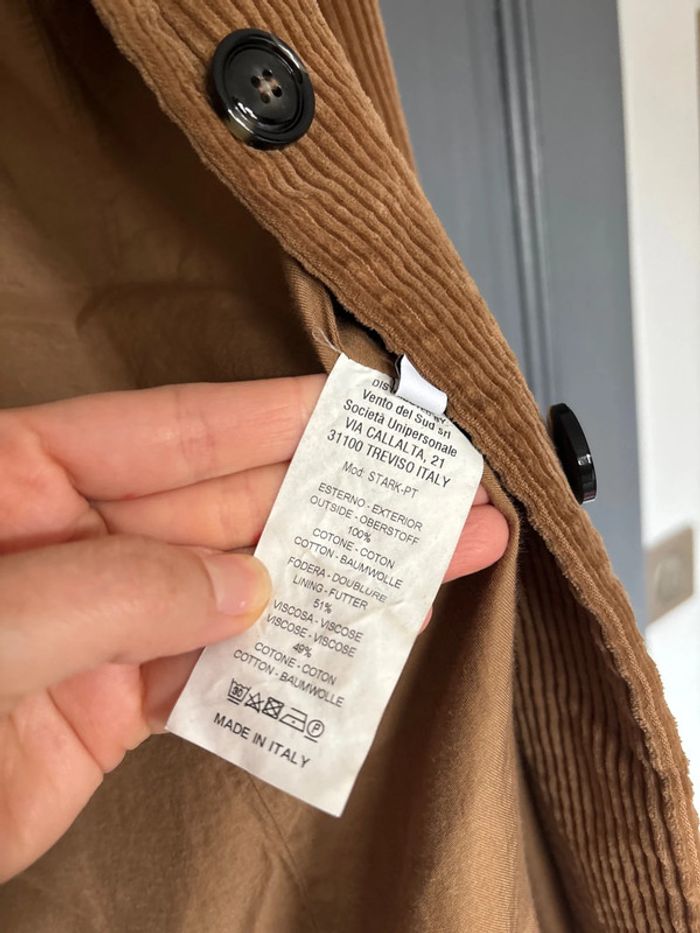 Vento del Sud srl
Società Unipersonale
VIA CALLALTA, 21
31100 TREVISO ITALY
Mod: STARK-PT
ESTERNO - EXTERIOR
OUTSIDE - OBERSTOFF
100%
COTONE - COTON
COTTON - BAUMWOLLE
FODERA - DOUBLURE
LINING - FUTTER
51%
VISCOSA - VISCOSE
VISCOSE - VISCOSE
49%
COTONE - COTON
COTTON - BAUMWOLLE
30 P
MADE IN ITALY